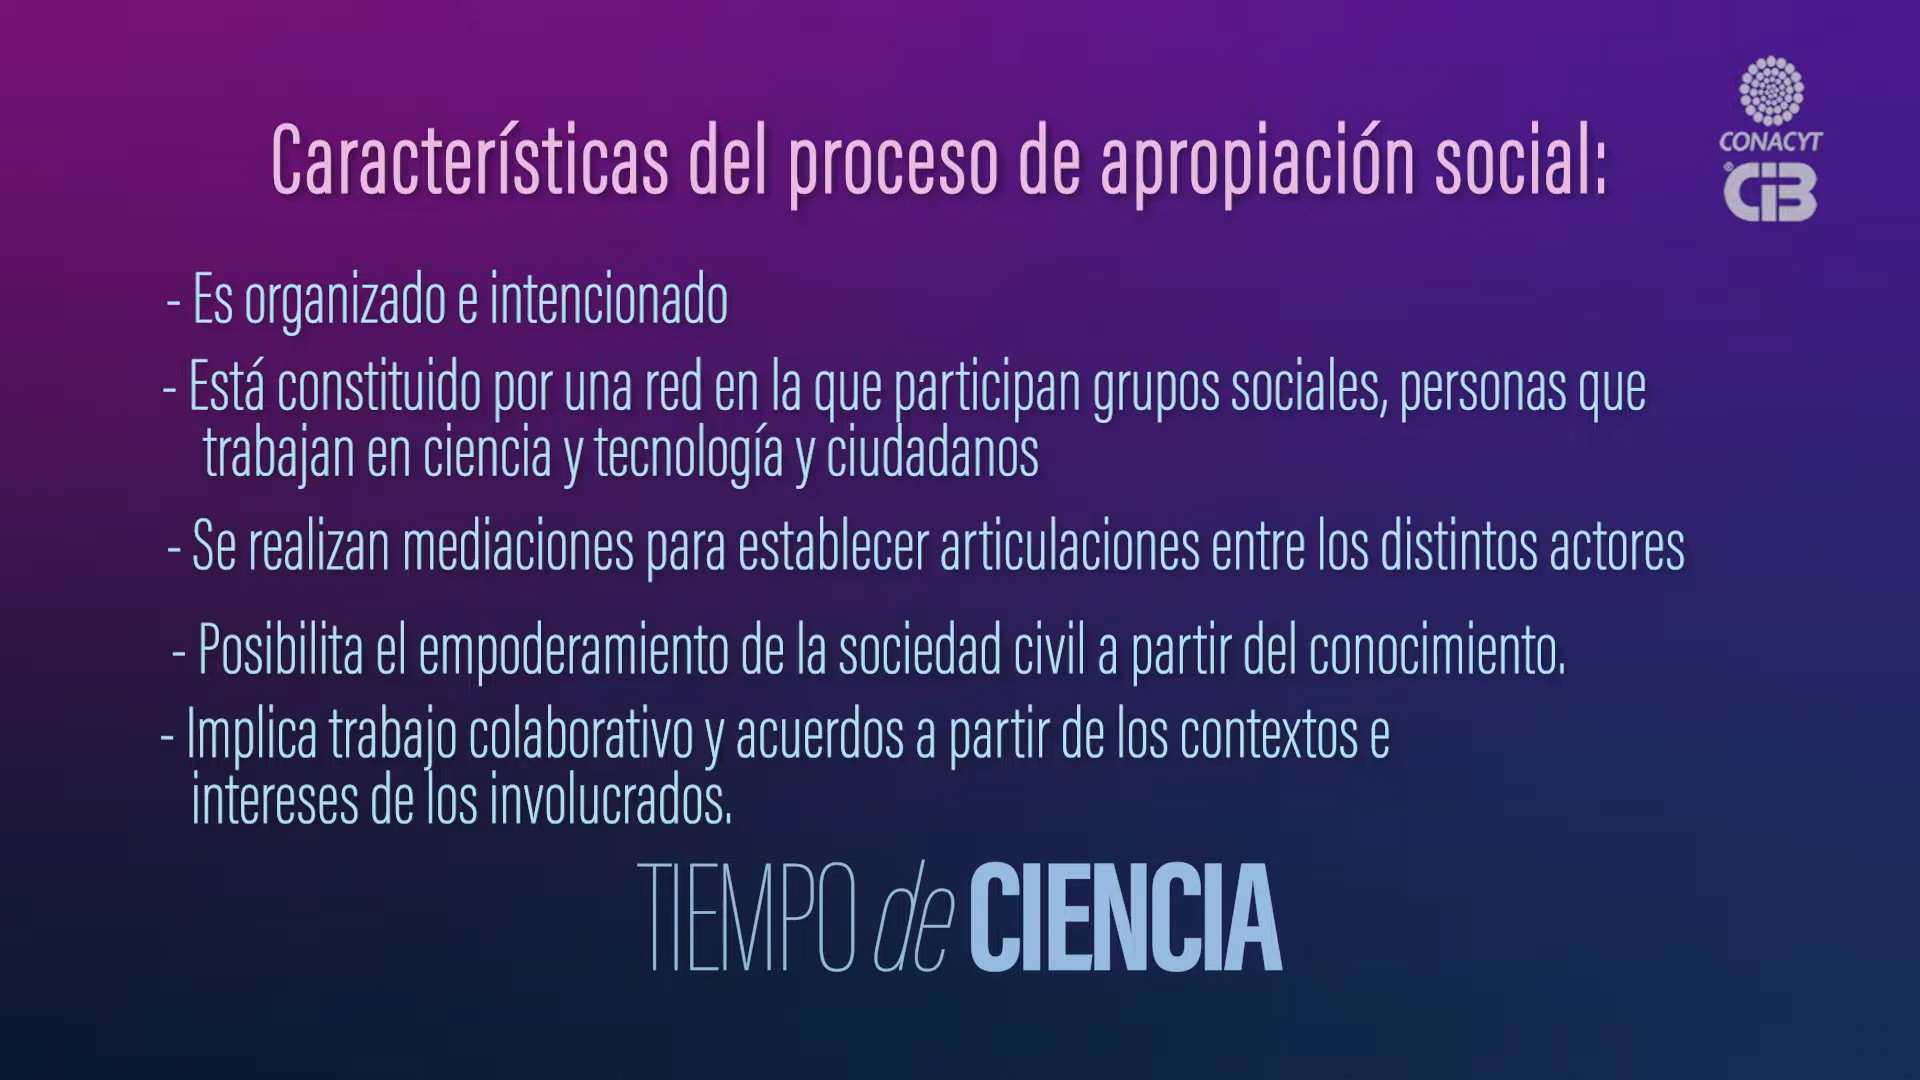 Características del proceso de apropiación social:
CONACYT
CIB
- Es organizado e intencionado
- Está constituido por una red en la que participan grupos sociales, personas que
trabajan en ciencia y tecnología y ciudadanos
- Se realizan mediaciones para establecer articulaciones entre los distintos actores
- Posibilita el empoderamiento de la sociedad civil a partir del conocimiento.
- Implica trabajo colaborativo y acuerdos a partir de los contextos e
intereses de los involucrados.
TIEMPO de CIENCIA